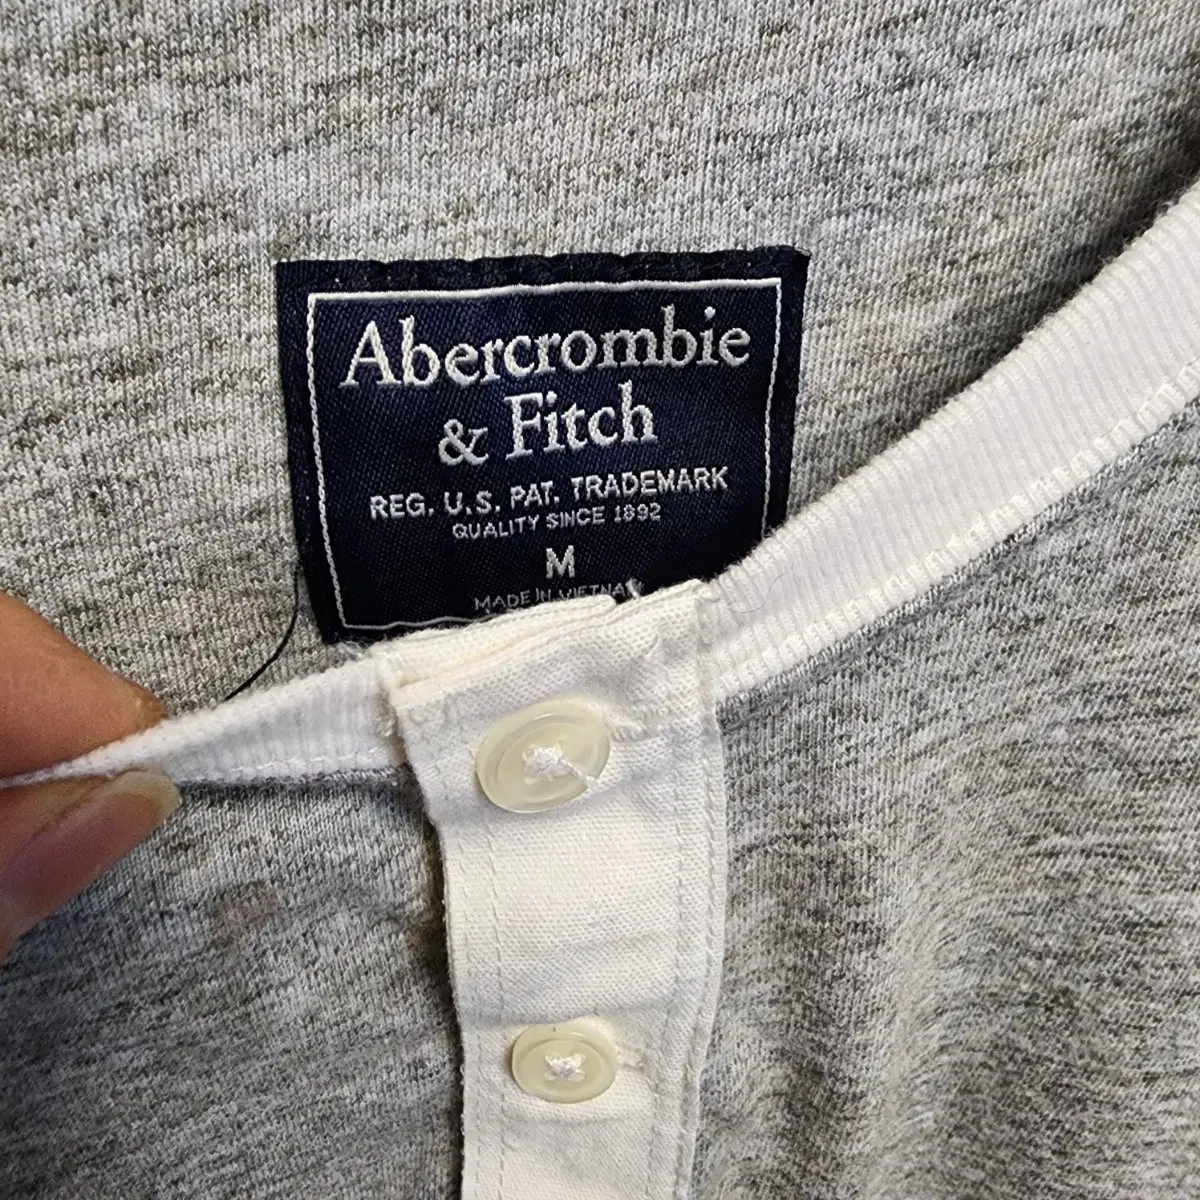 Abercrombie
& Fitch
REG. U.S. PAT. TRADEMARK
QUALITY SINCE 1892
M
MADE IN VIETNAM